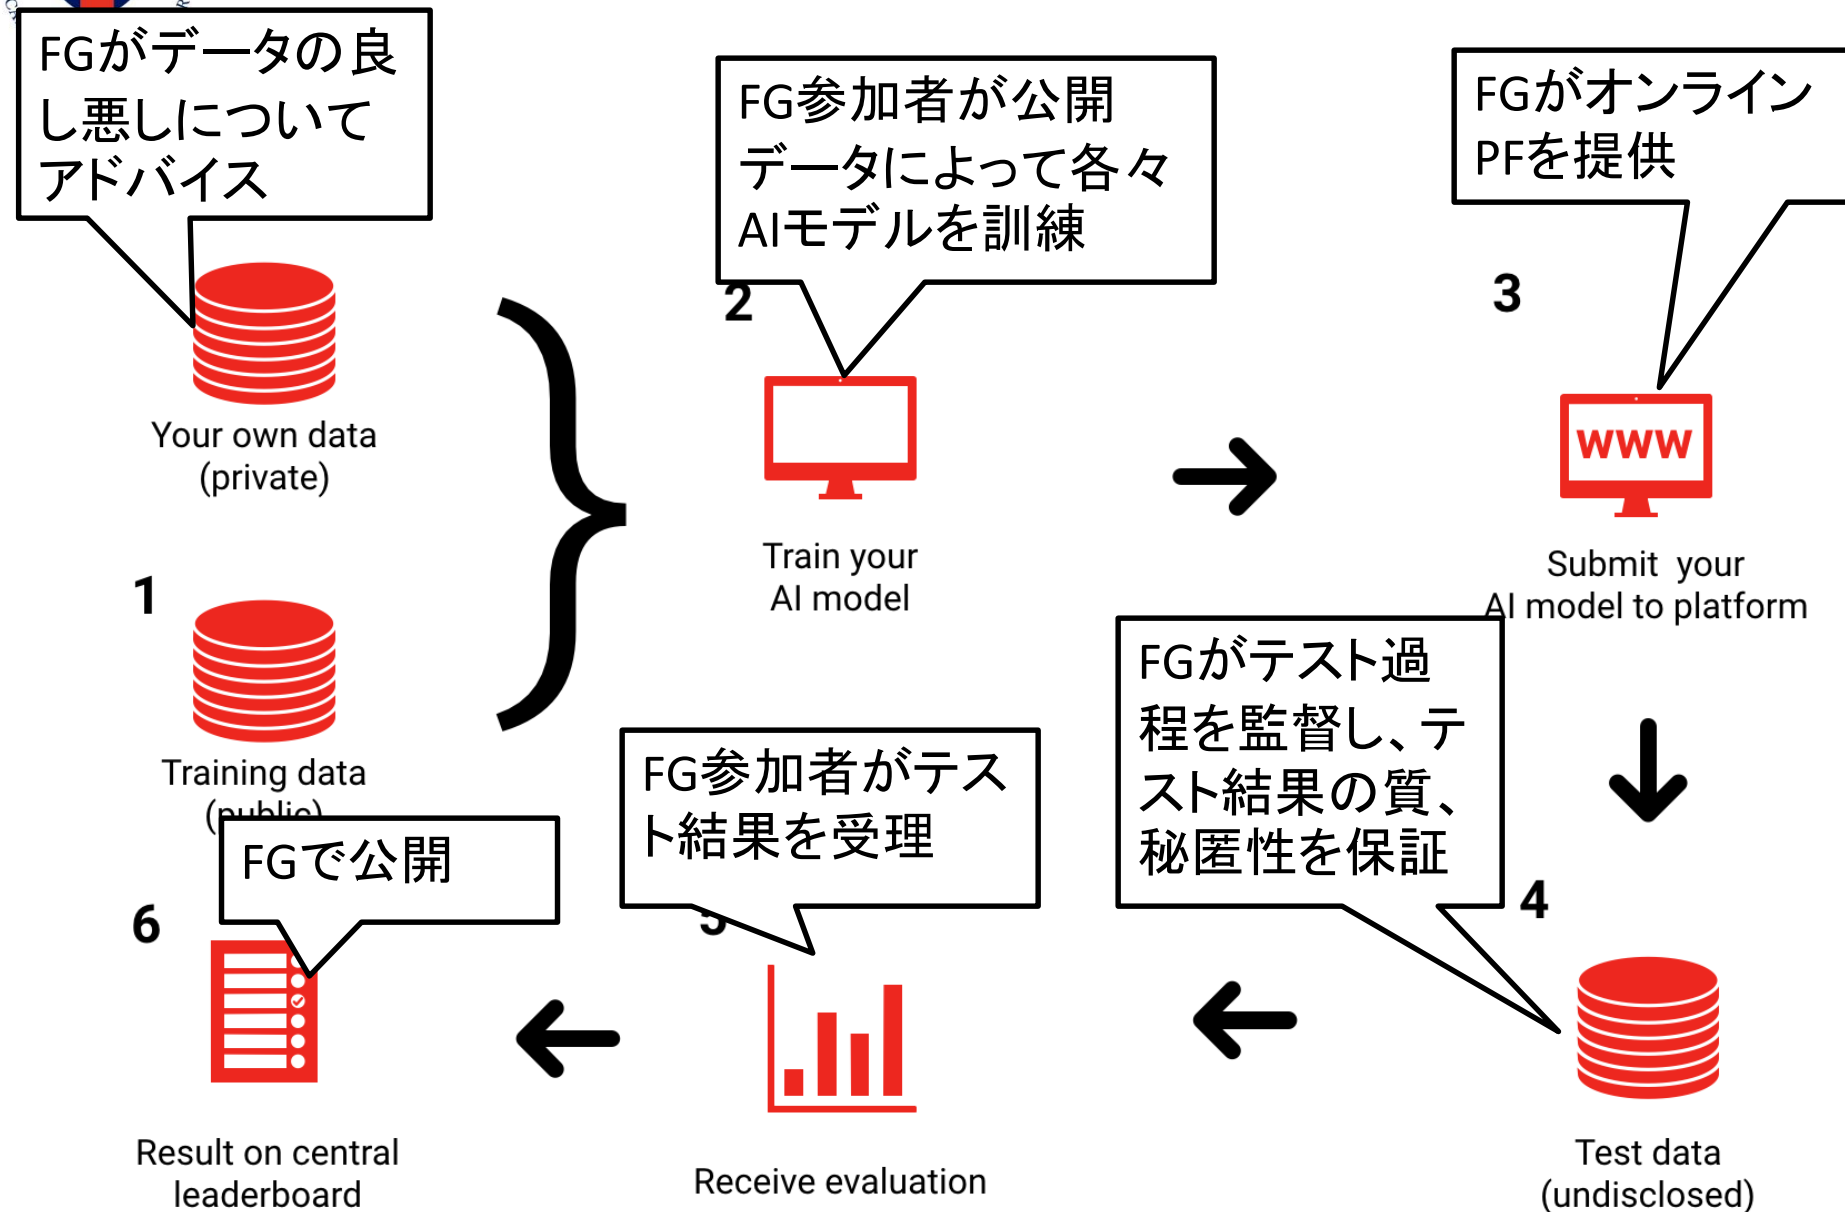 FGがデータの良
し悪しについて
アドバイス
FG参加者が公開
データによって各々
AIモデルを訓練
FGがオンライン
PFを提供
2
3
www
Your own data
(private)
Train your
AI model
Submit your
AI model to platform
1
Training data
(public)
FGがテスト過
程を監督し、テ
スト結果の質、
秘匿性を保証
FG参加者がテス
ト結果を受理
FGで公開
4
5
6
Result on central
leaderboard
Receive evaluation
Test data
(undisclosed)